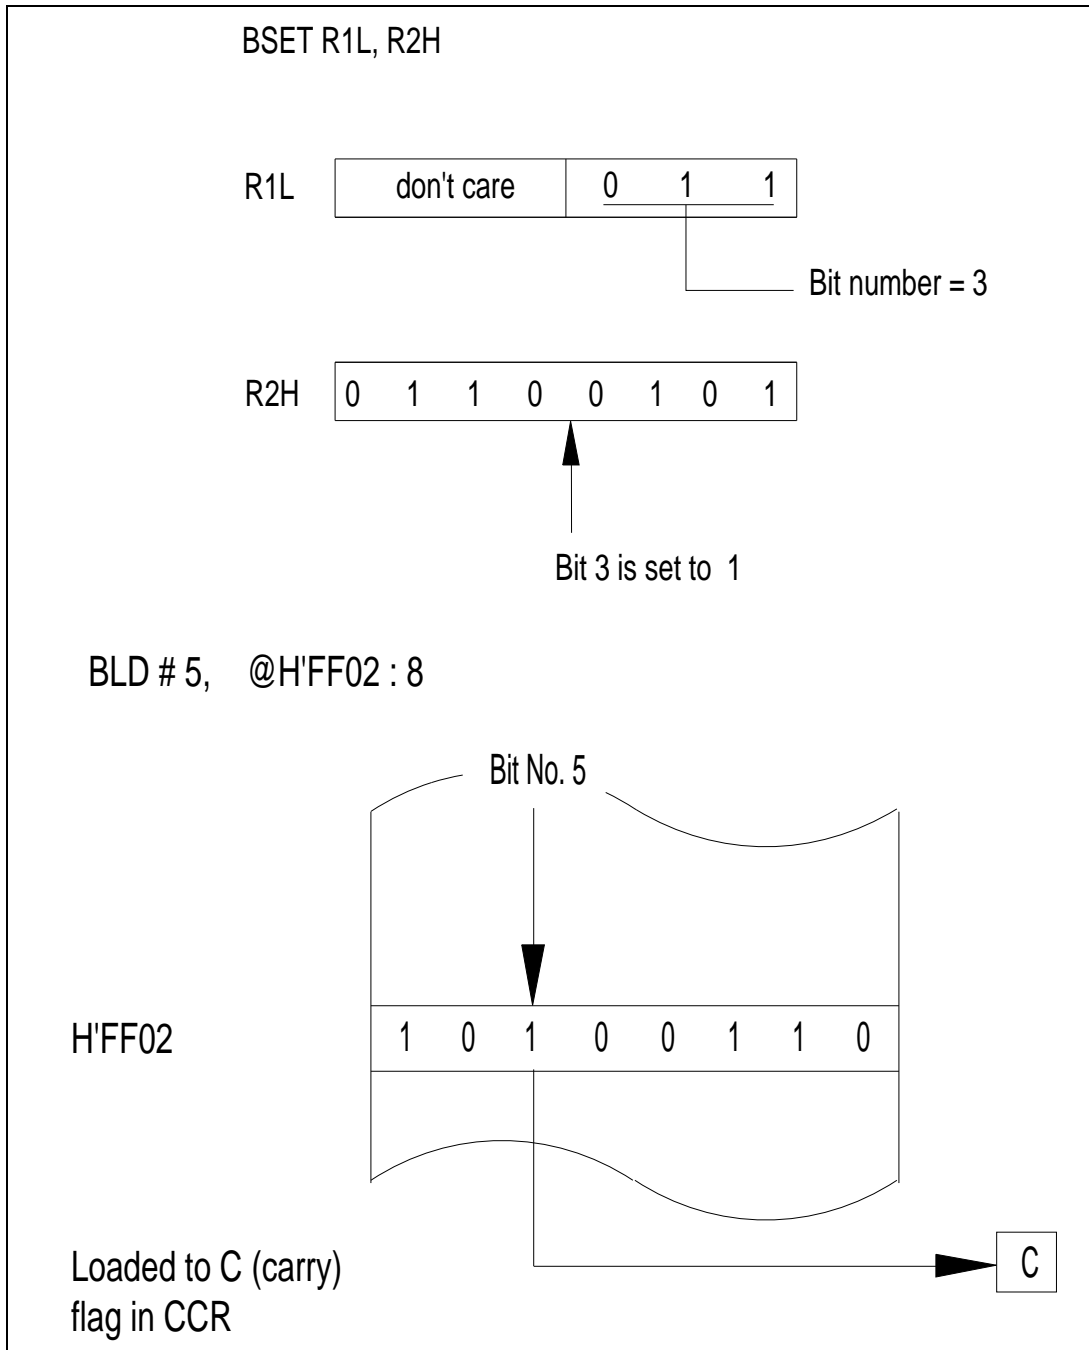 BSET R1L, R2H
R1L don't care 0 1 1
Bit number = 3
R2H 0 1 1 0 0 1 0 1
Bit 3 is set to 1
BLD # 5, @H'FF02 : 8
Bit No. 5
H'FF02 1 0 1 0 0 1 1 0
Loaded to C (carry)
C
flag in CCR